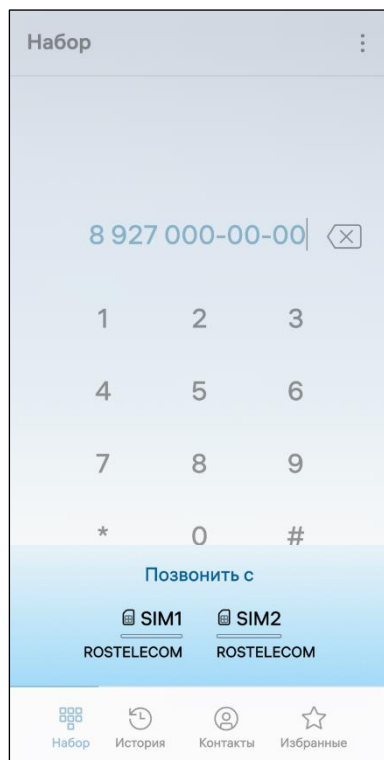 Набор
8 927 000-00-00
1 2 3
4 5 6
7 8 9
* 0 #
Позвонить с
SIM1 SIM2
ROSTELECOM ROSTELECOM
Набор История Контакты Избранные